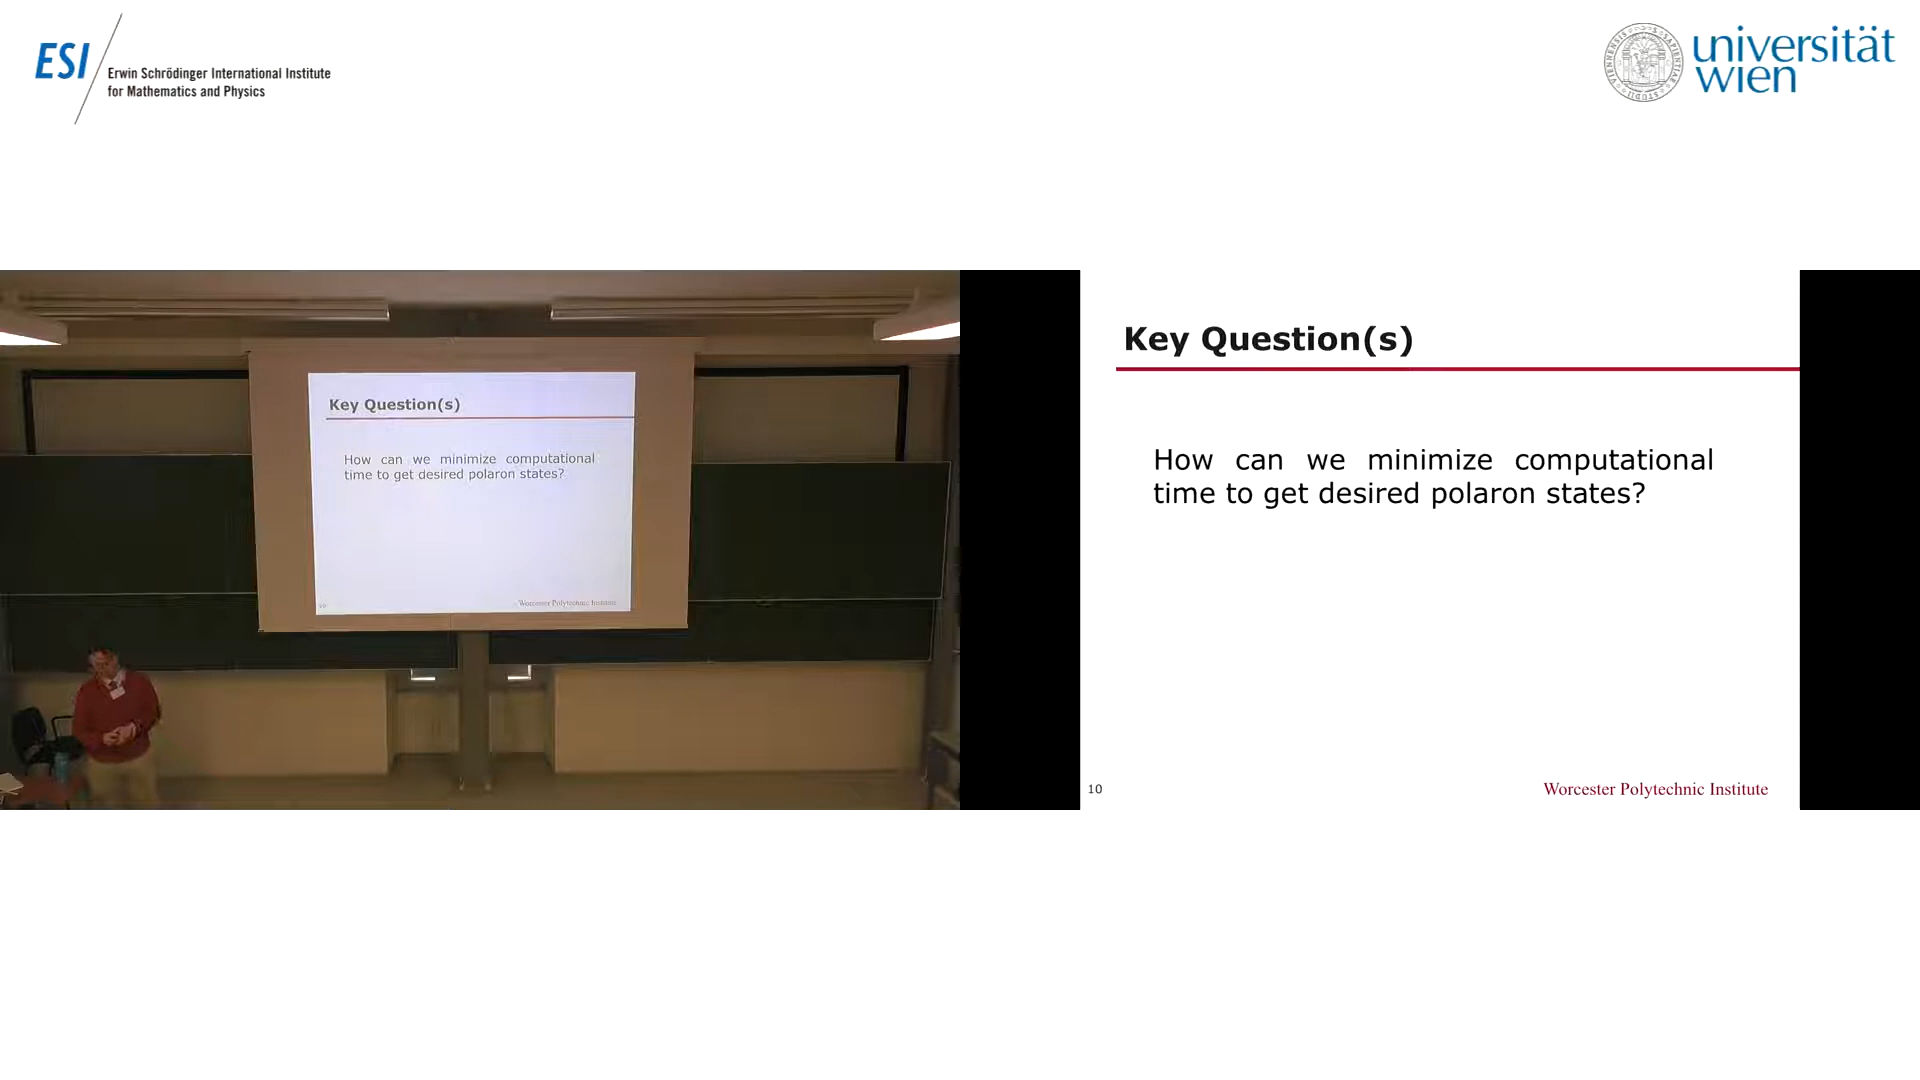 ESI
Erwin Schrödinger International Institute
for Mathematics and Physics
universität
wien
Key Question(s)
How can we minimize computational
time to get desired polaron states?
10
Worcester Polytechnic Institute
Key Question(s)
How can we minimize computational
time to get desired polaron states?
10
Worcester Polytechnic Institute